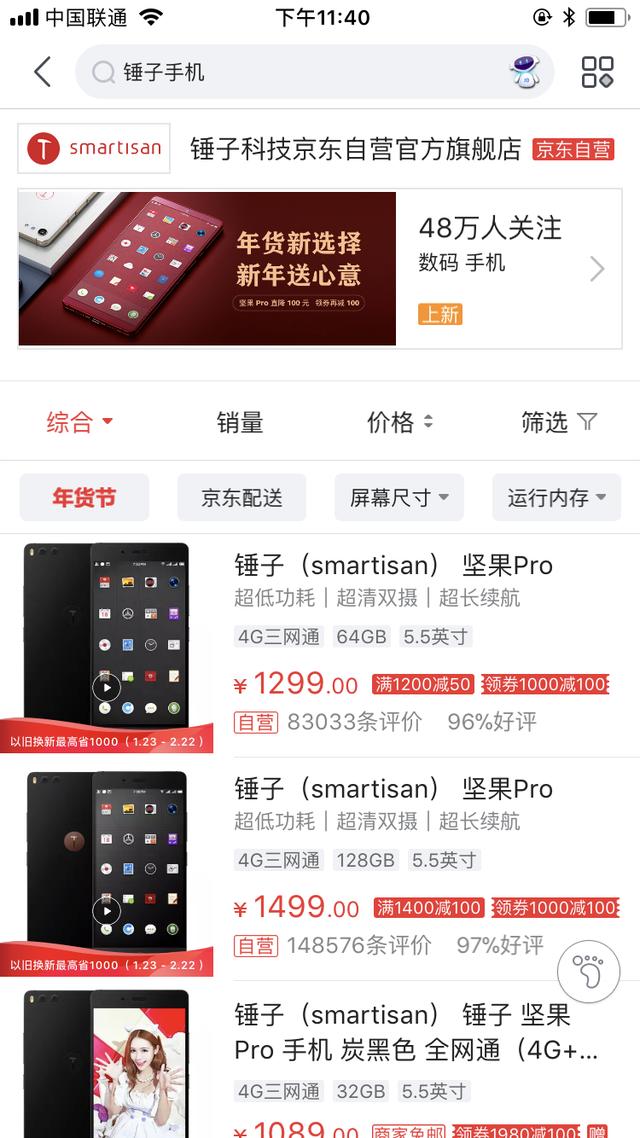 中国联通
下午11:40
锤子手机
smartisan
锤子科技京东自营官方旗舰店
京东自营
年货新选择
新年送心意
坚果 Pro 直降 100 元 领券再减 100
48万人关注
数码 手机
上新
综合
销量
价格
筛选
年货节
京东配送
屏幕尺寸
运行内存
锤子（smartisan） 坚果Pro
超低功耗｜超清双摄｜超长续航
4G三网通 64GB 5.5英寸
¥1299.00 满1200减50 领券1000减100
自营 83033条评价 96%好评
以旧换新最高省1000（1.23 - 2.22）
锤子（smartisan） 坚果Pro
超低功耗｜超清双摄｜超长续航
4G三网通 128GB 5.5英寸
¥1499.00 满1400减100 领券1000减100
自营 148576条评价 97%好评
以旧换新最高省1000（1.23 - 2.22）
锤子（smartisan） 锤子 坚果
Pro 手机 炭黑色 全网通（4G+...
4G三网通 32GB 5.5英寸
¥1089.00 商家免邮 领券1980减100 赠